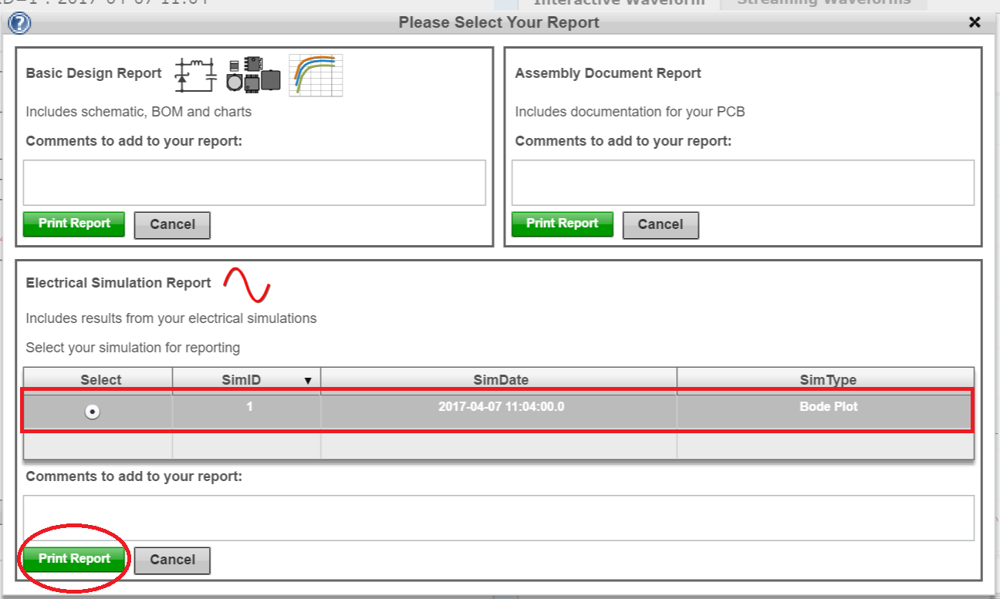 ID=1 : 2017-04-07 11:04
Interactive Waveform
Streaming Waveforms
Please Select Your Report
Basic Design Report
Includes schematic, BOM and charts
Comments to add to your report:
Print Report
Cancel
Assembly Document Report
Includes documentation for your PCB
Comments to add to your report:
Print Report
Cancel
Electrical Simulation Report
Includes results from your electrical simulations
Select your simulation for reporting
Select SimID ▼ SimDate SimType
1 2017-04-07 11:04:00.0 Bode Plot
Comments to add to your report:
Print Report
Cancel